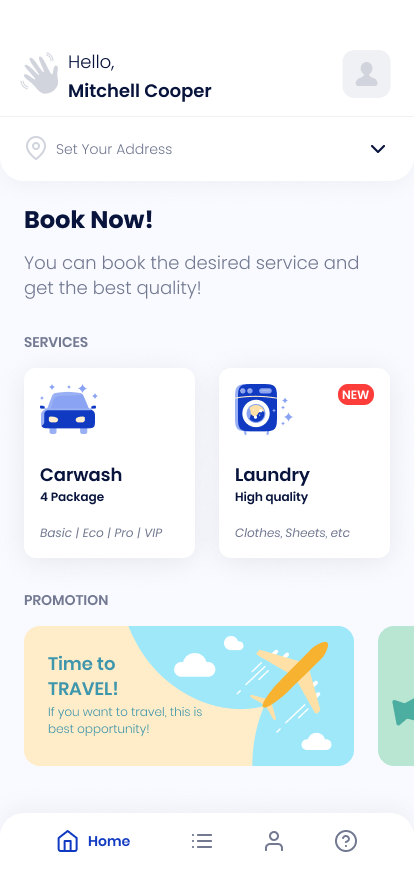 Hello,
Mitchell Cooper
Set Your Address
Book Now!
You can book the desired service and
get the best quality!
SERVICES
NEW
Carwash
4 Package
Basic | Eco | Pro | VIP
Laundry
High quality
Clothes, Sheets, etc
PROMOTION
Time to
TRAVEL!
If you want to travel, this is
best opportunity!
Home